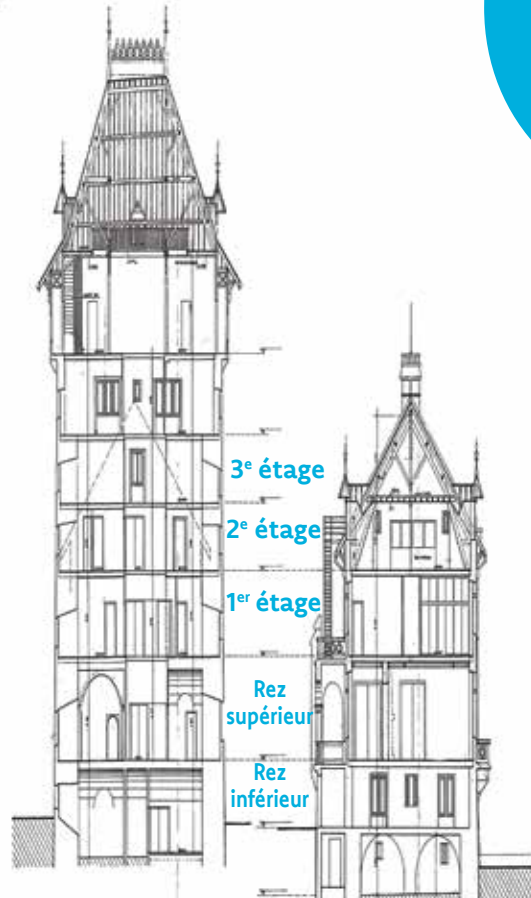 3e étage
2e étage
1er étage
Rez
supérieur
Rez
inférieur